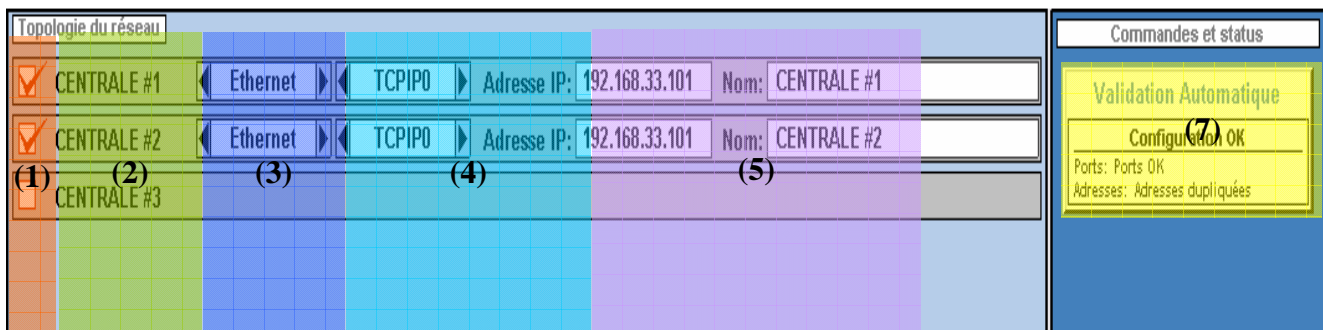 Topologie du réseau
Commandes et status
CENTRALE #1 Ethernet TCPIP0 Adresse IP: 192.168.33.101 Nom: CENTRALE #1
Validation Automatique
CENTRALE #2 Ethernet TCPIP0 Adresse IP: 192.168.33.101 Nom: CENTRALE #2
Configuration OK
(7)
(1) (2) (3) (4) (5)
Ports: Ports OK
CENTRALE #3
Adresses: Adresses dupliquées